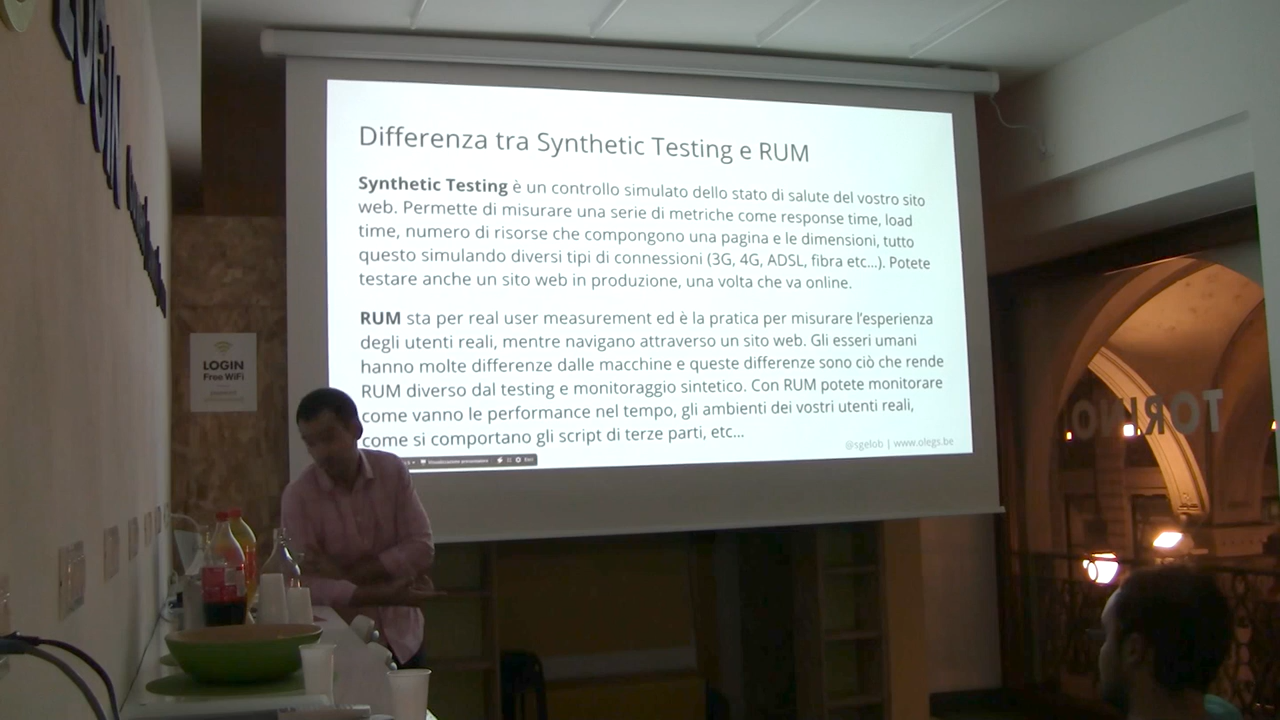 LOGIN
Differenza tra Synthetic Testing e RUM
Synthetic Testing è un controllo simulato dello stato di salute del vostro sito
web. Permette di misurare una serie di metriche come response time, load
time, numero di risorse che compongono una pagina e le dimensioni, tutto
questo simulando diversi tipi di connessioni (3G, 4G, ADSL, fibra etc...). Potete
testare anche un sito web in produzione, una volta che va online.
RUM sta per real user measurement ed è la pratica per misurare l'esperienza
degli utenti reali, mentre navigano attraverso un sito web. Gli esseri umani
hanno molte differenze dalle macchine e queste differenze sono ciò che rende
RUM diverso dal testing e monitoraggio sintetico. Con RUM potete monitorare
come vanno le performance nel tempo, gli ambienti dei vostri utenti reali,
come si comportano gli script di terze parti, etc...
@sgelob | www.olegs.be
LOGIN
Free WiFi
TORINO